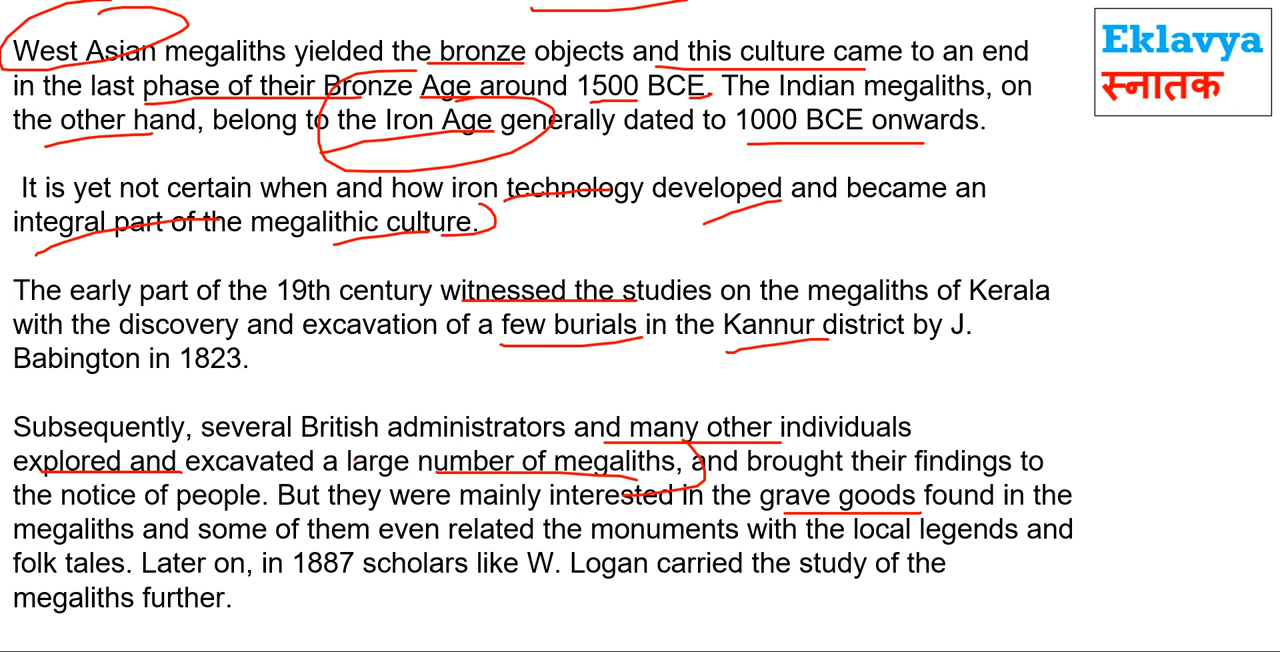 West Asian megaliths yielded the bronze objects and this culture came to an end
in the last phase of their Bronze Age around 1500 BCE. The Indian megaliths, on
the other hand, belong to the Iron Age generally dated to 1000 BCE onwards.
It is yet not certain when and how iron technology developed and became an
integral part of the megalithic culture.
The early part of the 19th century witnessed the studies on the megaliths of Kerala
with the discovery and excavation of a few burials in the Kannur district by J.
Babington in 1823.
Subsequently, several British administrators and many other individuals
explored and excavated a large number of megaliths, and brought their findings to
the notice of people. But they were mainly interested in the grave goods found in the
megaliths and some of them even related the monuments with the local legends and
folk tales. Later on, in 1887 scholars like W. Logan carried the study of the
megaliths further.
Eklavya
स्नातक